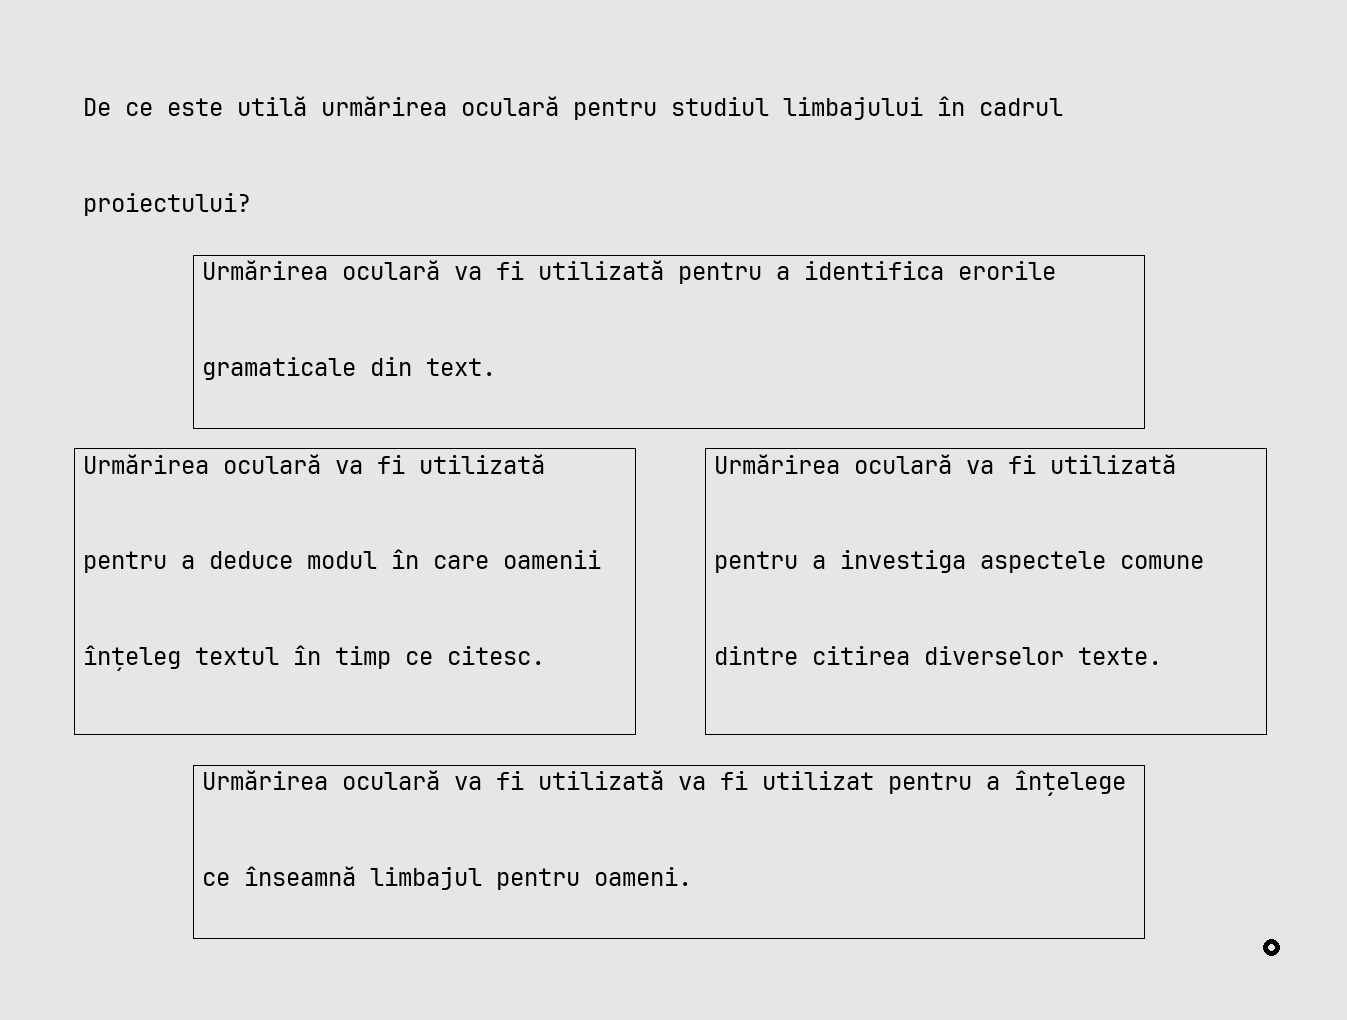 De ce este utilă urmărirea oculară pentru studiul limbajului în cadrul
proiectului?
Urmărirea oculară va fi utilizată pentru a identifica erorile
gramaticale din text.
Urmărirea oculară va fi utilizată
pentru a deduce modul în care oamenii
înțeleg textul în timp ce citesc.
Urmărirea oculară va fi utilizată
pentru a investiga aspectele comune
dintre citirea diverselor texte.
Urmărirea oculară va fi utilizată va fi utilizat pentru a înțelege
ce înseamnă limbajul pentru oameni.